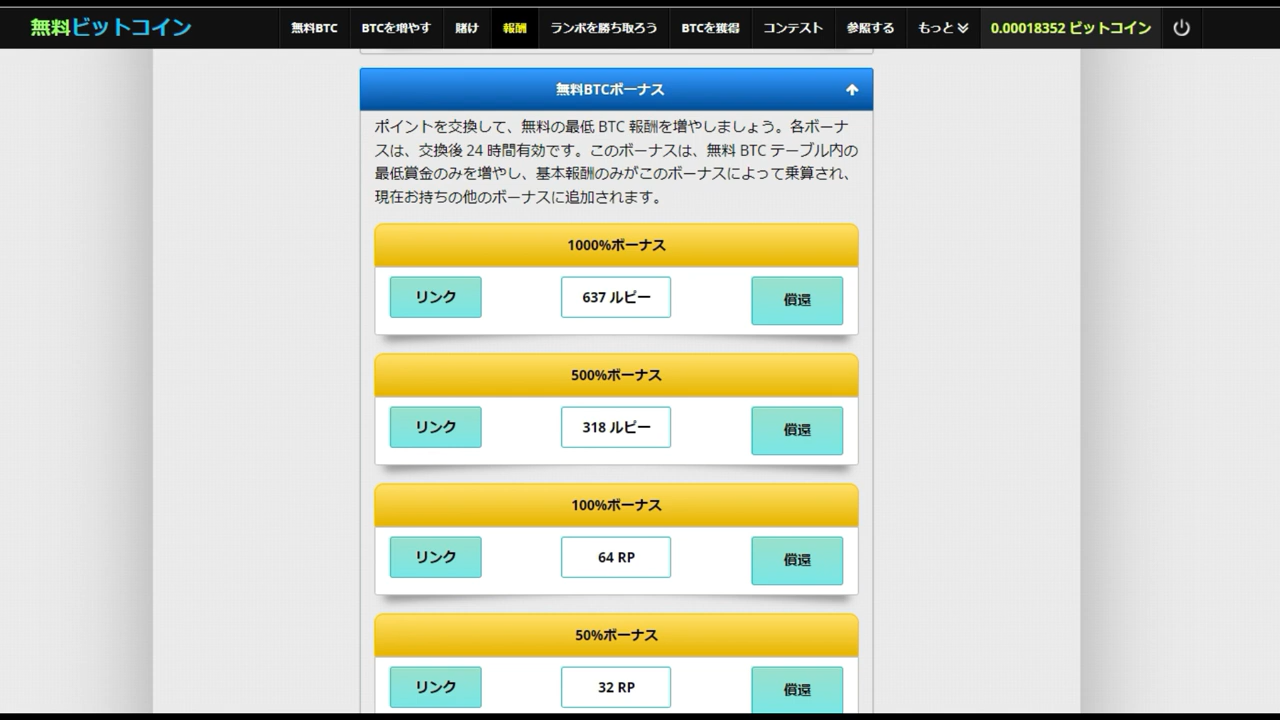 無料ビットコイン 無料BTC BTCを増やす 賭け 報酬 ランボを勝ち取ろう BTCを獲得 コンテスト 参照する もっと 0.00018352 ビットコイン
無料BTCボーナス
ポイントを交換して、無料の最低 BTC 報酬を増やしましょう。各ボーナ
スは、交換後 24 時間有効です。このボーナスは、無料 BTC テーブル内の
最低賞金のみを増やし、基本報酬のみがこのボーナスによって乗算され、
現在お持ちの他のボーナスに追加されます。
1000%ボーナス
リンク 637 ルピー 償還
500%ボーナス
リンク 318 ルピー 償還
100%ボーナス
リンク 64 RP 償還
50%ボーナス
リンク 32 RP 償還